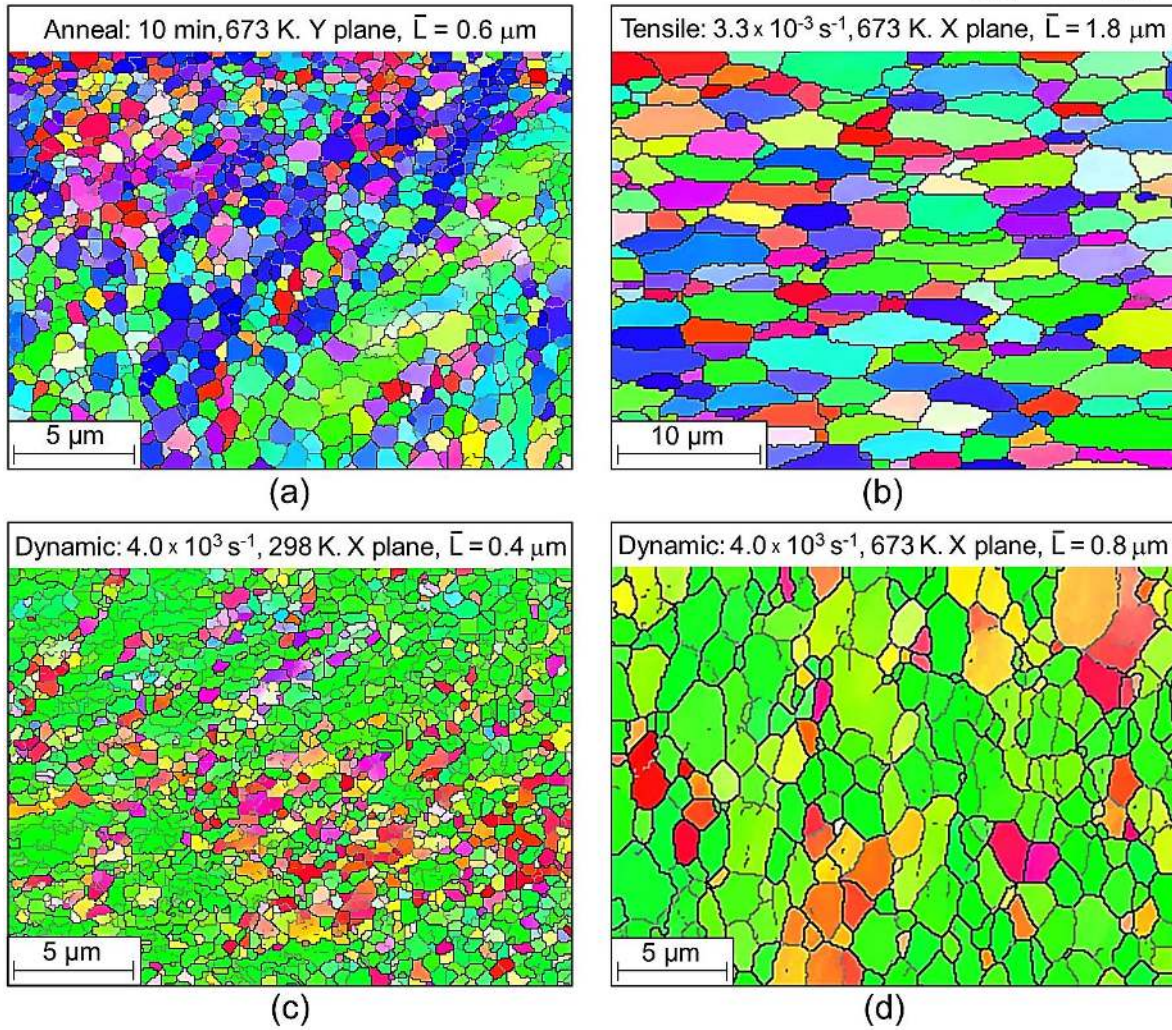 Anneal: 10 min,673 K. Y plane, L̄ = 0.6 μm
5 μm
(a)
Tensile: 3.3 × 10⁻³ s⁻¹,673 K. X plane, L̄ = 1.8 μm
10 μm
(b)
Dynamic: 4.0 × 10³ s⁻¹, 298 K. X plane, L̄ = 0.4 μm
5 μm
(c)
Dynamic: 4.0 × 10³ s⁻¹, 673 K. X plane, L̄ = 0.8 μm
5 μm
(d)